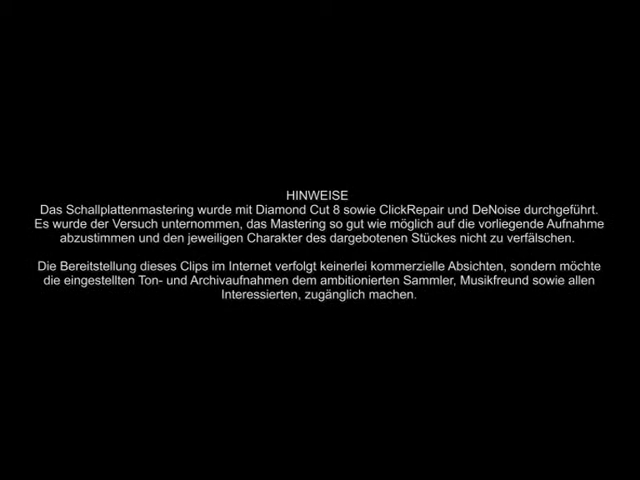 HINWEISE
Das Schallplattenmastering wurde mit Diamond Cut 8 sowie ClickRepair und DeNoise durchgeführt.
Es wurde der Versuch unternommen, das Mastering so gut wie möglich auf die vorliegende Aufnahme
abzustimmen und den jeweiligen Charakter des dargebotenen Stückes nicht zu verfälschen.
Die Bereitstellung dieses Clips im Internet verfolgt keinerlei kommerzielle Absichten, sondern möchte
die eingestellten Ton- und Archivaufnahmen dem ambitionierten Sammler, Musikfreund sowie allen
Interessierten, zugänglich machen.